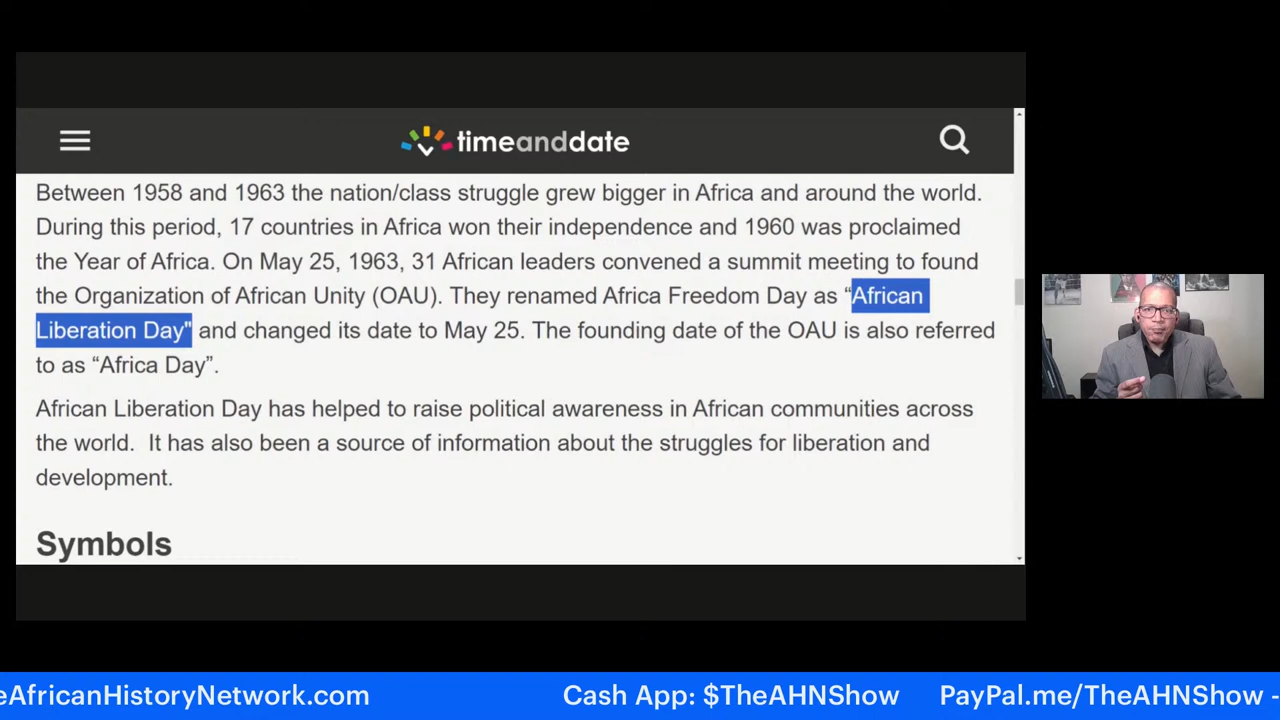 timeanddate
Between 1958 and 1963 the nation/class struggle grew bigger in Africa and around the world.
During this period, 17 countries in Africa won their independence and 1960 was proclaimed
the Year of Africa. On May 25, 1963, 31 African leaders convened a summit meeting to found
the Organization of African Unity (OAU). They renamed Africa Freedom Day as “African
Liberation Day" and changed its date to May 25. The founding date of the OAU is also referred
to as “Africa Day”.
African Liberation Day has helped to raise political awareness in African communities across
the world.  It has also been a source of information about the struggles for liberation and
development.
Symbols
eAfricanHistoryNetwork.com Cash App: $TheAHNShow PayPal.me/TheAHNShow -